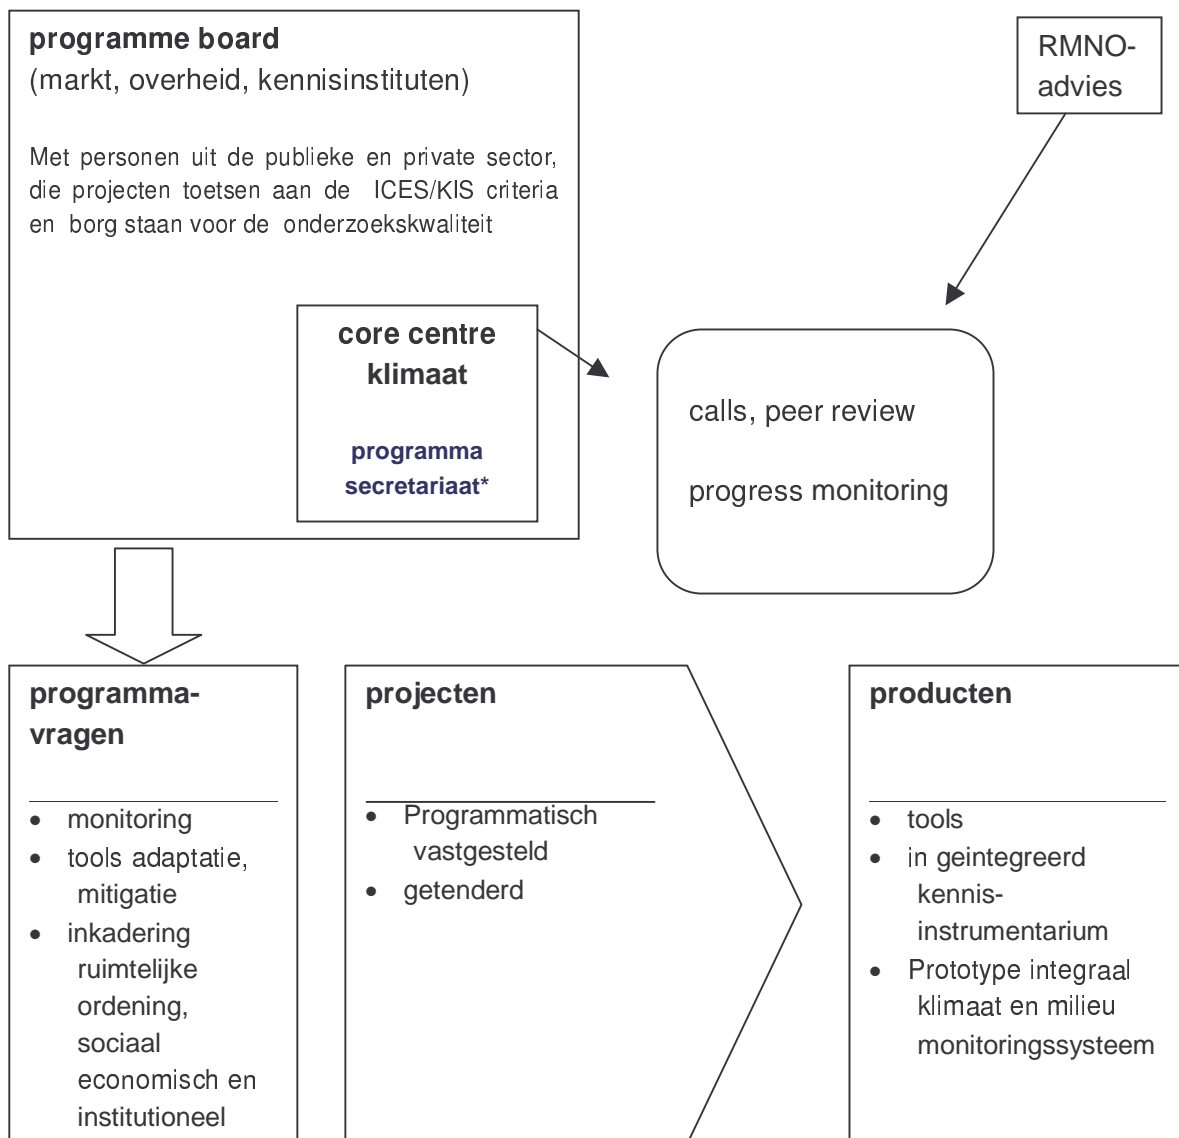 programme board
(markt, overheid, kennisinstituten)
Met personen uit de publieke en private sector,
die projecten toetsen aan de ICES/KIS criteria
en borg staan voor de onderzoekskwaliteit
RMNO-
advies
core centre
klimaat
programma
secretariaat*
calls, peer review
progress monitoring
programma-
vragen
• monitoring
• tools adaptatie,
mitigatie
• inkadering
ruimtelijke
ordening,
sociaal
economisch en
institutioneel
projecten
• Programmatisch
vastgesteld
• getenderd
producten
• tools
• in geintegreerd
kennis-
instrumentarium
• Prototype integraal
klimaat en milieu
monitoringssysteem